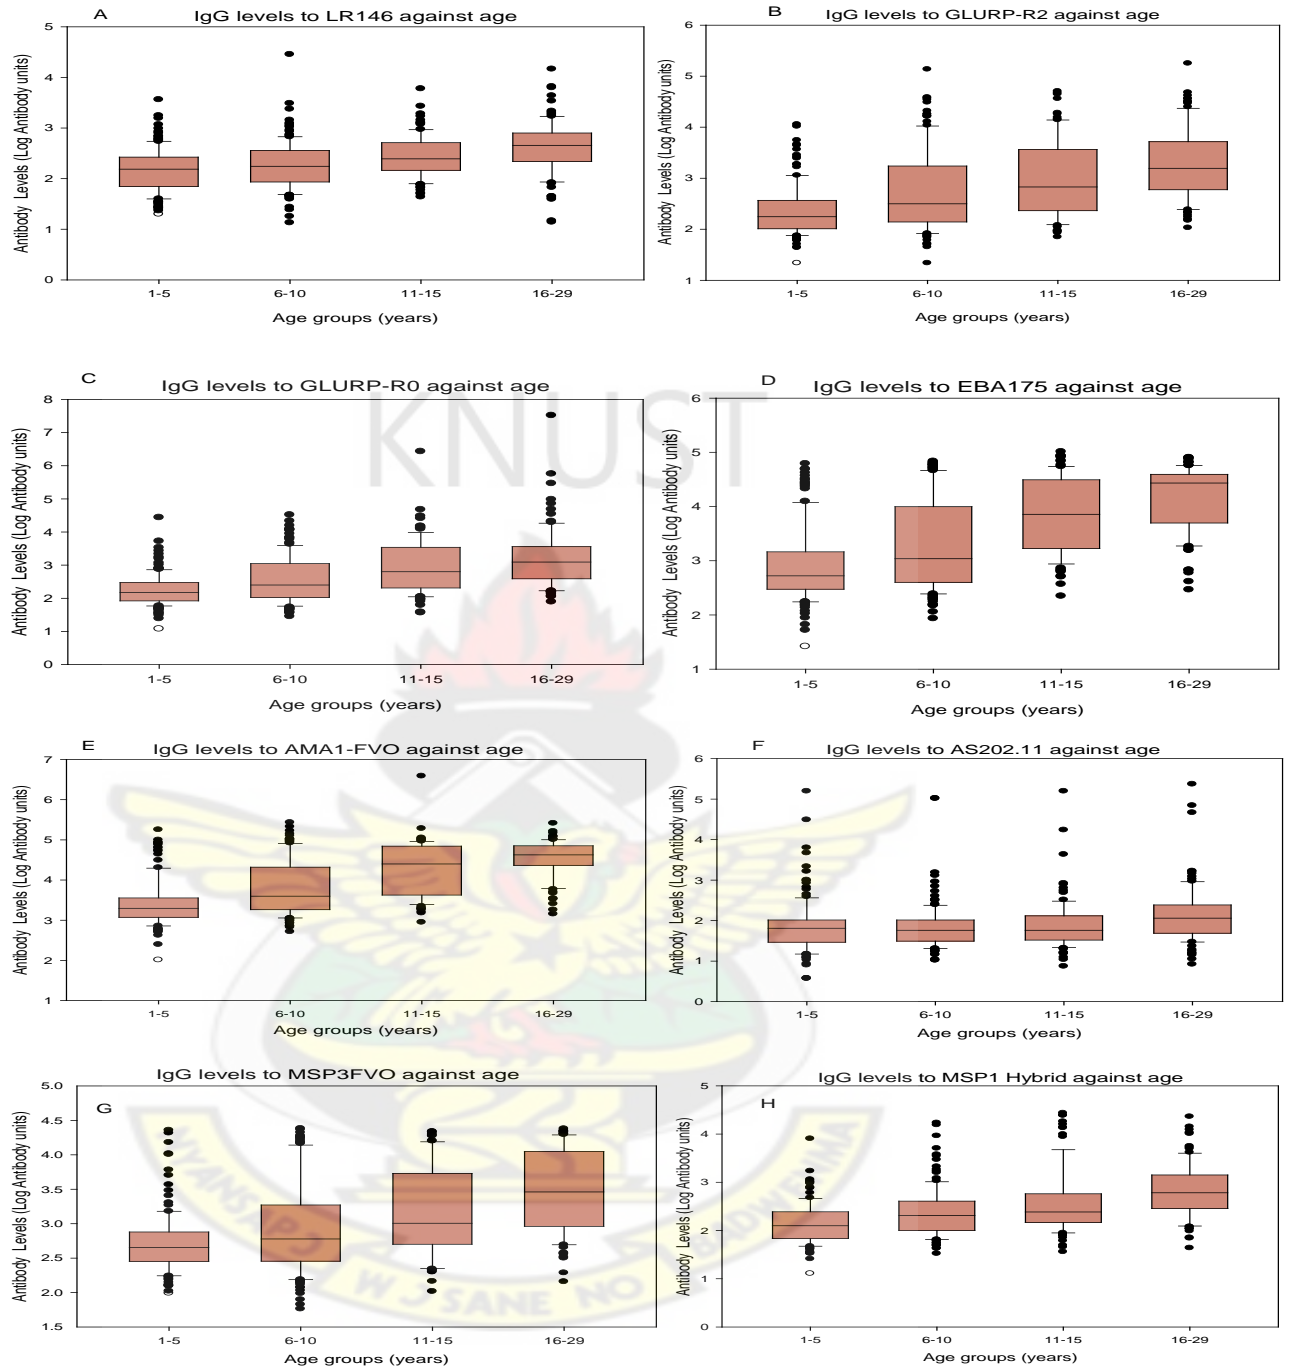 A
IgG levels to LR146 against age
Antibody Levels (Log Antibody units)
5
4
3
2
1
0
1-5
6-10
11-15
16-29
Age groups (years)
B
IgG levels to GLURP-R2 against age
Antibody Levels (Log Antibody units)
6
5
4
3
2
1
1-5
6-10
11-15
16-29
Age groups (years)
C
IgG levels to GLURP-R0 against age
Antibody Levels (Log Antibody units)
8
7
6
5
4
3
2
1
0
1-5
6-10
11-15
16-29
Age groups (years)
D
IgG levels to EBA175 against age
Antibody Levels (Log Antibody units)
6
5
4
3
2
1
1-5
6-10
11-15
16-29
Age groups (years)
KNUST
E
IgG levels to AMA1-FVO against age
Antibody Levels (Log Antibody units)
7
6
5
4
3
2
1
1-5
6-10
11-15
16-29
Age groups (years)
F
IgG levels to AS202.11 against age
Antibody Levels (Log Antibody units)
6
5
4
3
2
1
0
1-5
6-10
11-15
16-29
Age groups (years)
G
IgG levels to MSP3FVO against age
Antibody Levels (Log Antibody units)
5.0
4.5
4.0
3.5
3.0
2.5
2.0
1.5
1-5
6-10
11-15
16-29
Age groups (years)
H
IgG levels to MSP1 Hybrid against age
Antibody Levels (Log Antibody units)
5
4
3
2
1
0
1-5
6-10
11-15
16-29
Age groups (years)
W J SANE NO BADWENMA